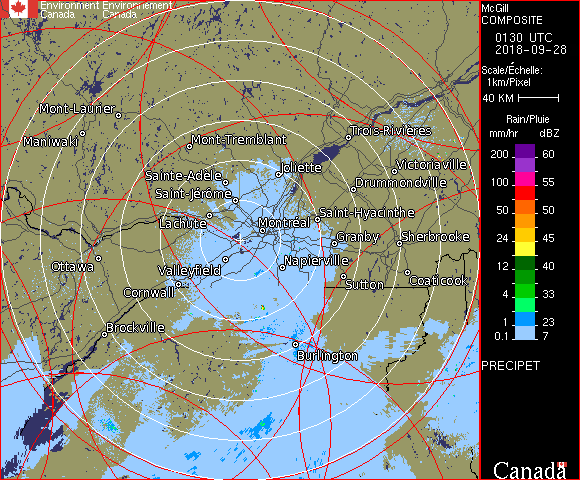 Environment Environnement
Canada Canada
McGill
COMPOSITE
0130 UTC
2018-09-28
Scale/Échelle:
1km/Pixel
40 KM
Rain/Pluie
mm/hr dBZ
200 60
100 55
50 50
24 45
12 40
4 33
1 23
0.1 7
PRECIPET
Canada
Mont-Laurier
Maniwaki
Mont-Tremblant
Trois-Rivières
Sainte-Adèle
Joliette
Victoriaville
Saint-Jérôme
Drummondville
Lachute
Montréal
Saint-Hyacinthe
Granby
Sherbrooke
Ottawa
Valleyfield
Napierville
Cornwall
Sutton
Coaticook
Brockville
Burlington